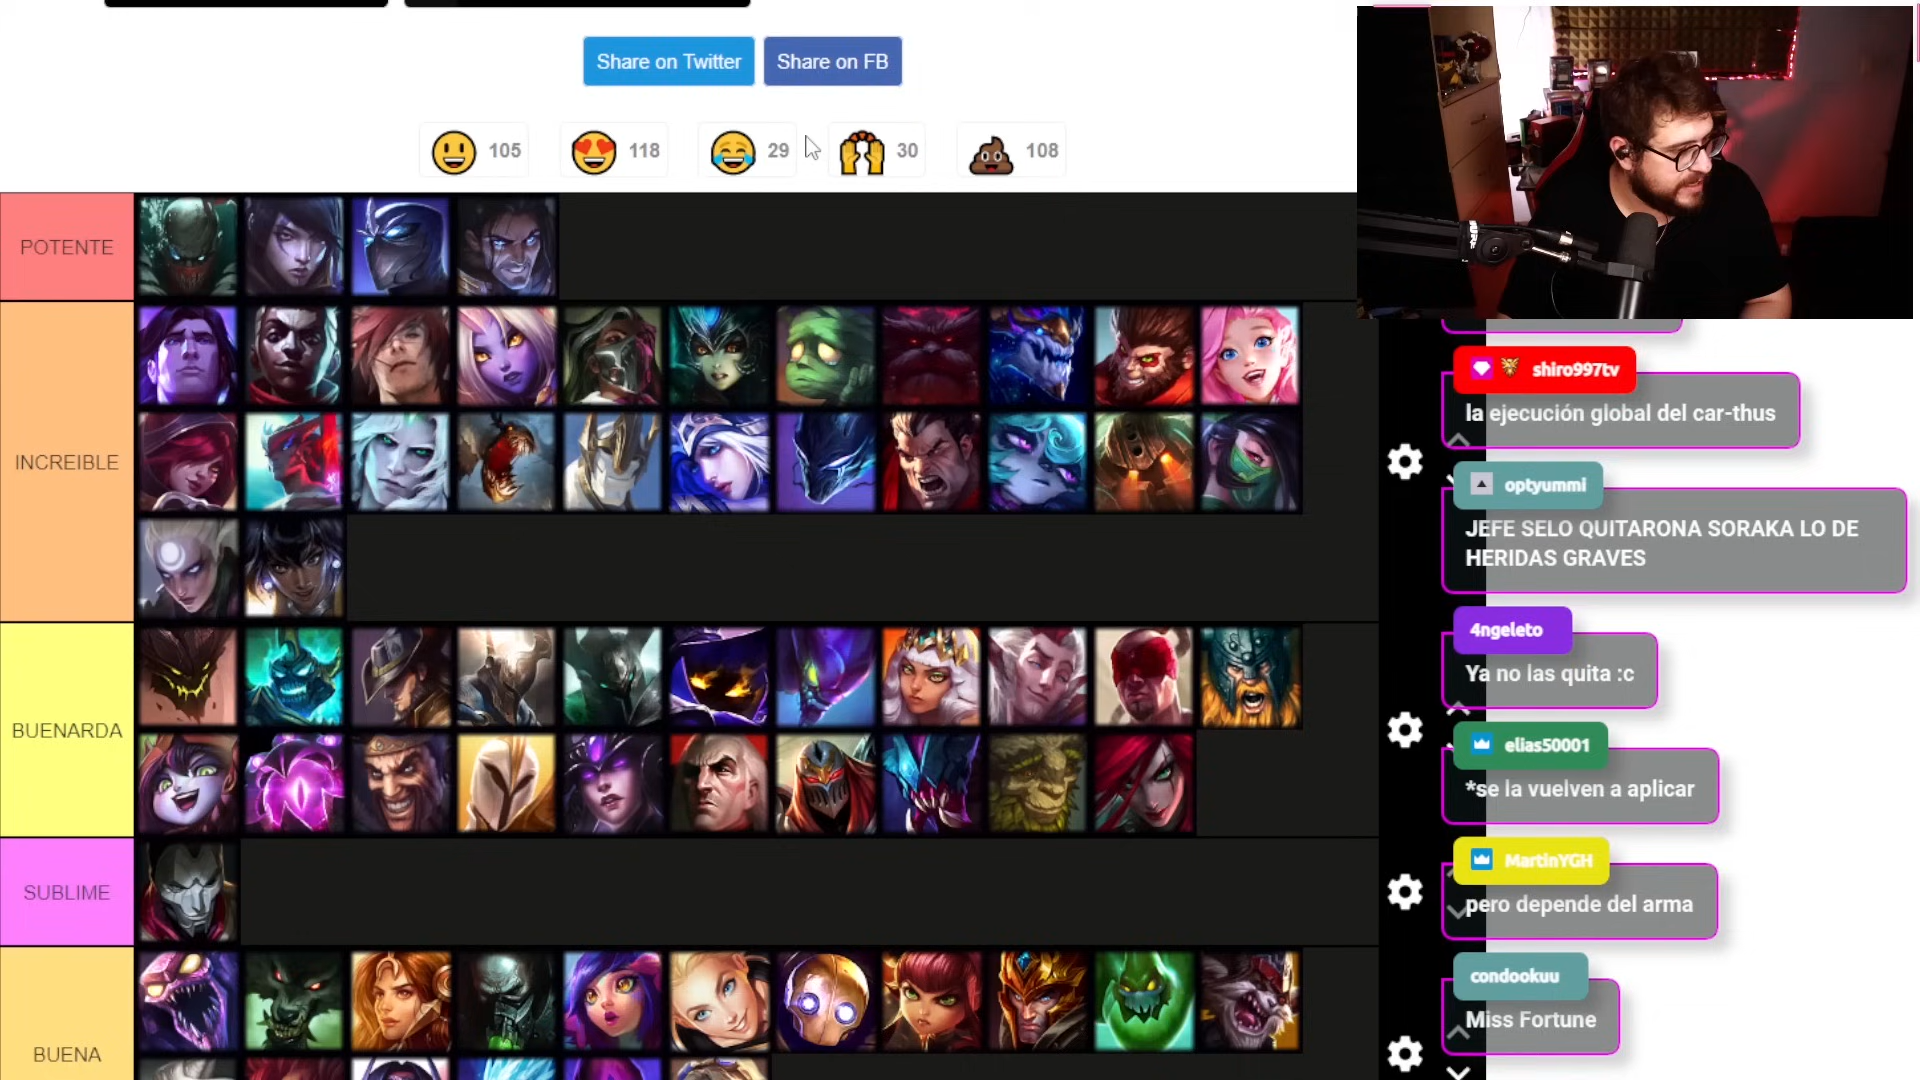 Share on Twitter
Share on FB
105
118
29
30
108
POTENTE
INCREIBLE
BUENARDA
SUBLIME
BUENA
shiro997tv
la ejecución global del car-thus
optyummi
JEFE SELO QUITARONA SORAKA LO DE
HERIDAS GRAVES
4ngeleto
Ya no las quita :c
elias50001
*se la vuelven a aplicar
MartinYGH
pero depende del arma
condookuu
Miss Fortune